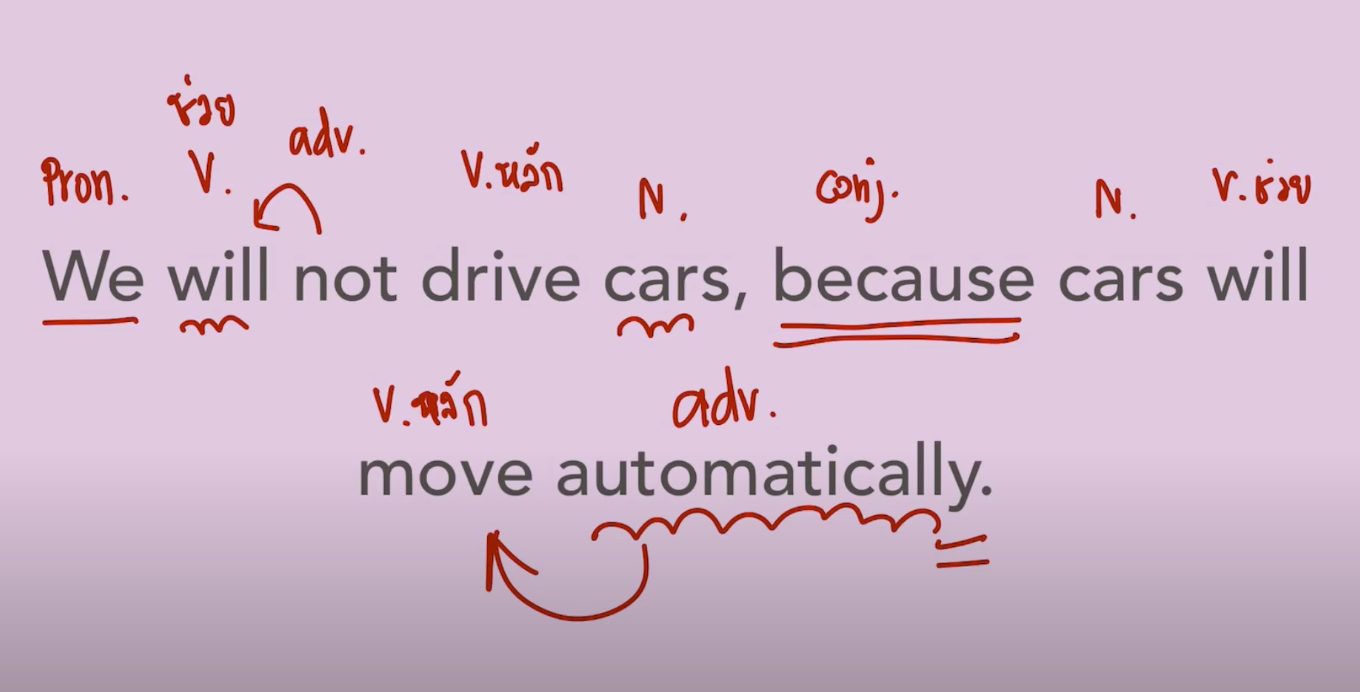 ช่วย
Pron. V. adv. V.หลัก N. conj. N. V.ช่วย
We will not drive cars, because cars will
V.หลัก adv.
move automatically.